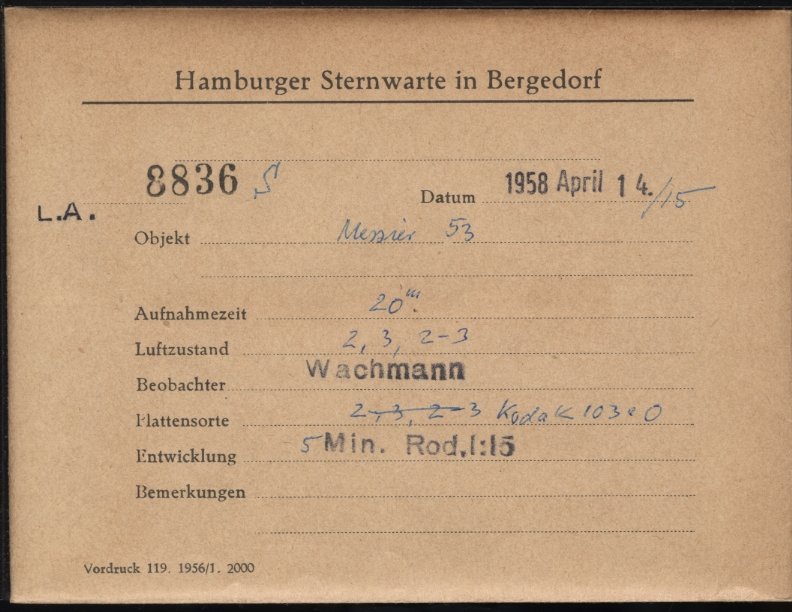 Hamburger Sternwarte in Bergedorf
8836 S
L.A.
Datum 1958 April 14./15
Objekt Messier 53
Aufnahmezeit 20m
Luftzustand 2, 3, 2-3
Beobachter Wachmann
Plattensorte 2, 3, 2-3 Kodak 103aO
Entwicklung 5 Min. Rod.1:15
Bemerkungen
Vordruck 119. 1956/1. 2000